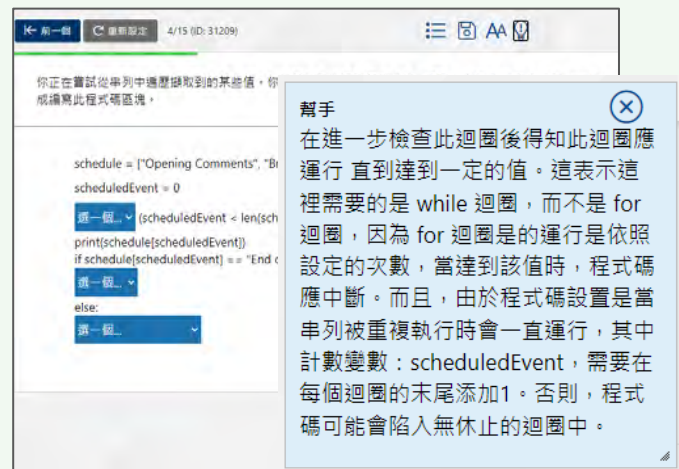 前一個 重新設定 4/15 (ID: 31209) AA
你正在嘗試從串列中遍歷擷取到的某些值，你
成編寫此程式碼區塊，
schedule = ["Opening Comments", "Br
scheduledEvent = 0
選一個... (scheduledEvent < len(sch
print(schedule[scheduledEvent])
if schedule[scheduledEvent] == "End o
選一個...
else:
選一個...
幫手
在進一步檢查此迴圈後得知此迴圈應
運行 直到達到一定的值。這表示這
裡需要的是 while 迴圈，而不是 for
迴圈，因為 for 迴圈是的運行是依照
設定的次數，當達到該值時，程式碼
應中斷。而且，由於程式碼設置是當
串列被重複執行時會一直運行，其中
計數變數：scheduledEvent，需要在
每個迴圈的末尾添加1。否則，程式
碼可能會陷入無休止的迴圈中。